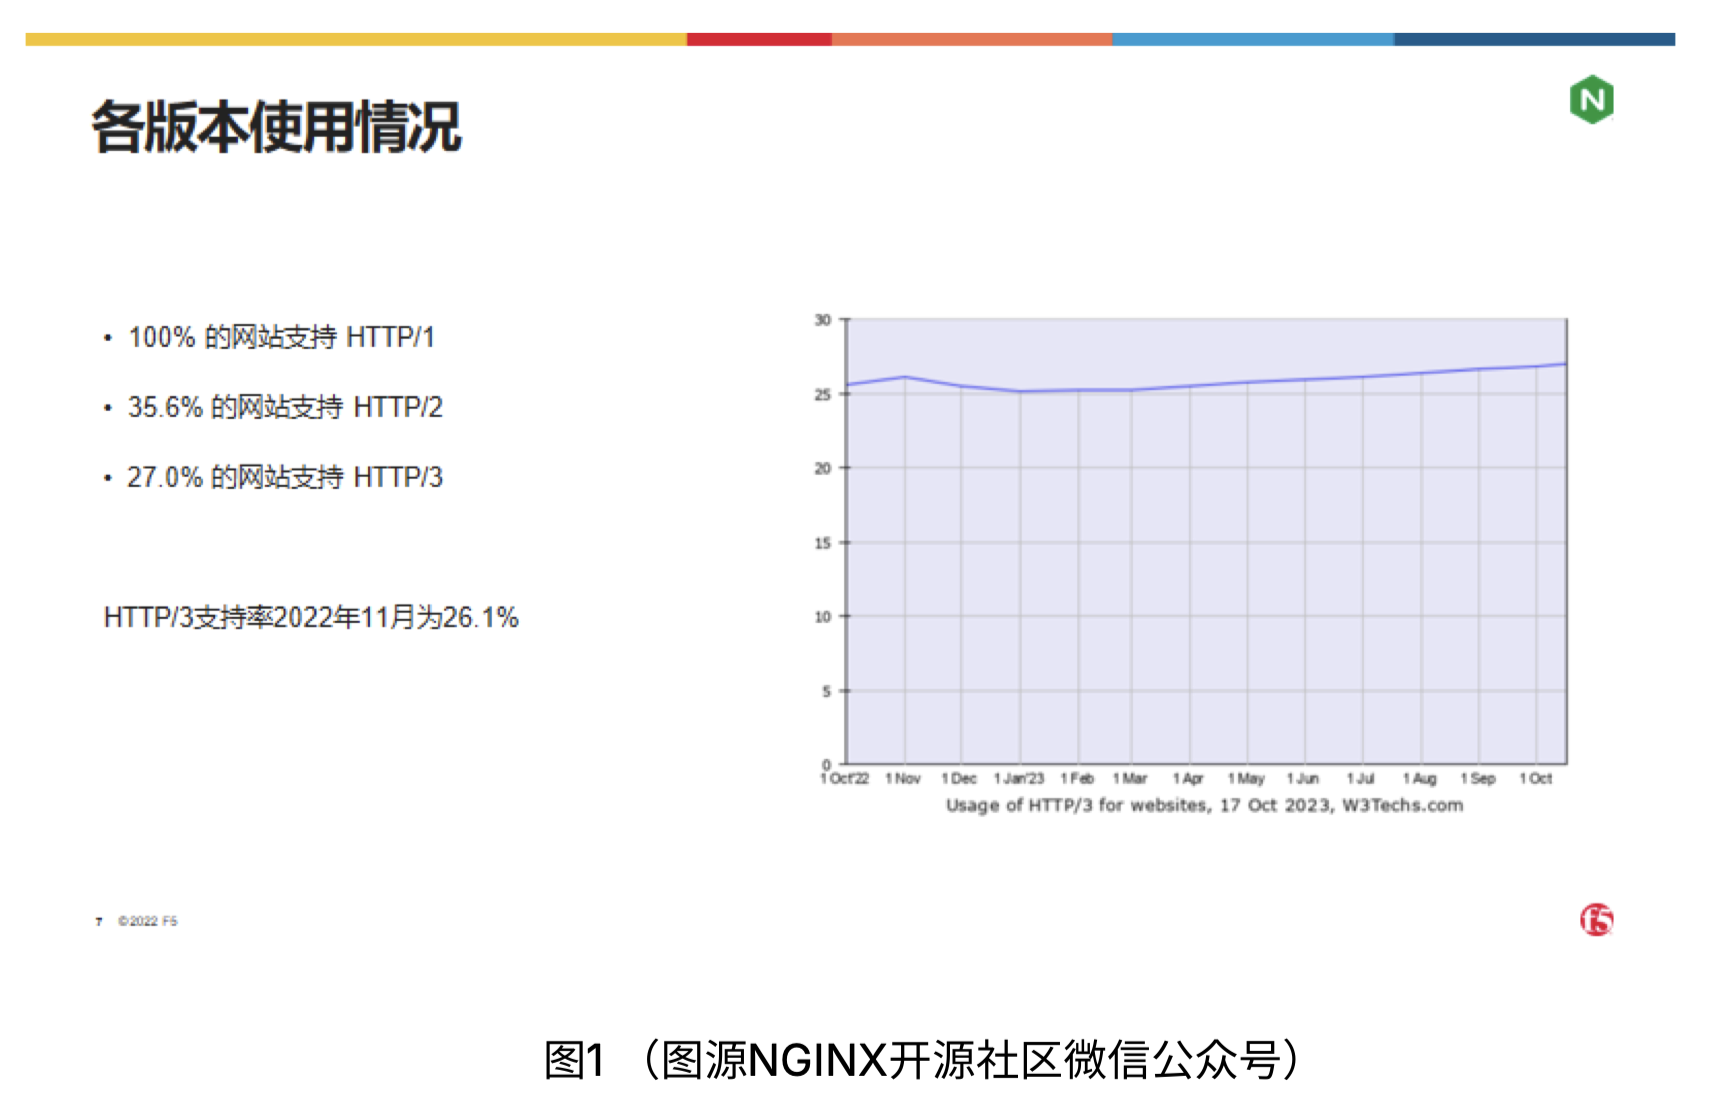 各版本使用情况
N
• 100% 的网站支持 HTTP/1
• 35.6% 的网站支持 HTTP/2
• 27.0% 的网站支持 HTTP/3
HTTP/3支持率2022年11月为26.1%
30
25
20
15
10
5
0
1 Oct'22 1 Nov 1 Dec 1 Jan'23 1 Feb 1 Mar 1 Apr 1 May 1 Jun 1 Jul 1 Aug 1 Sep 1 Oct
Usage of HTTP/3 for websites, 17 Oct 2023, W3Techs.com
7 ©2022 F5
f5
图1 （图源NGINX开源社区微信公众号）